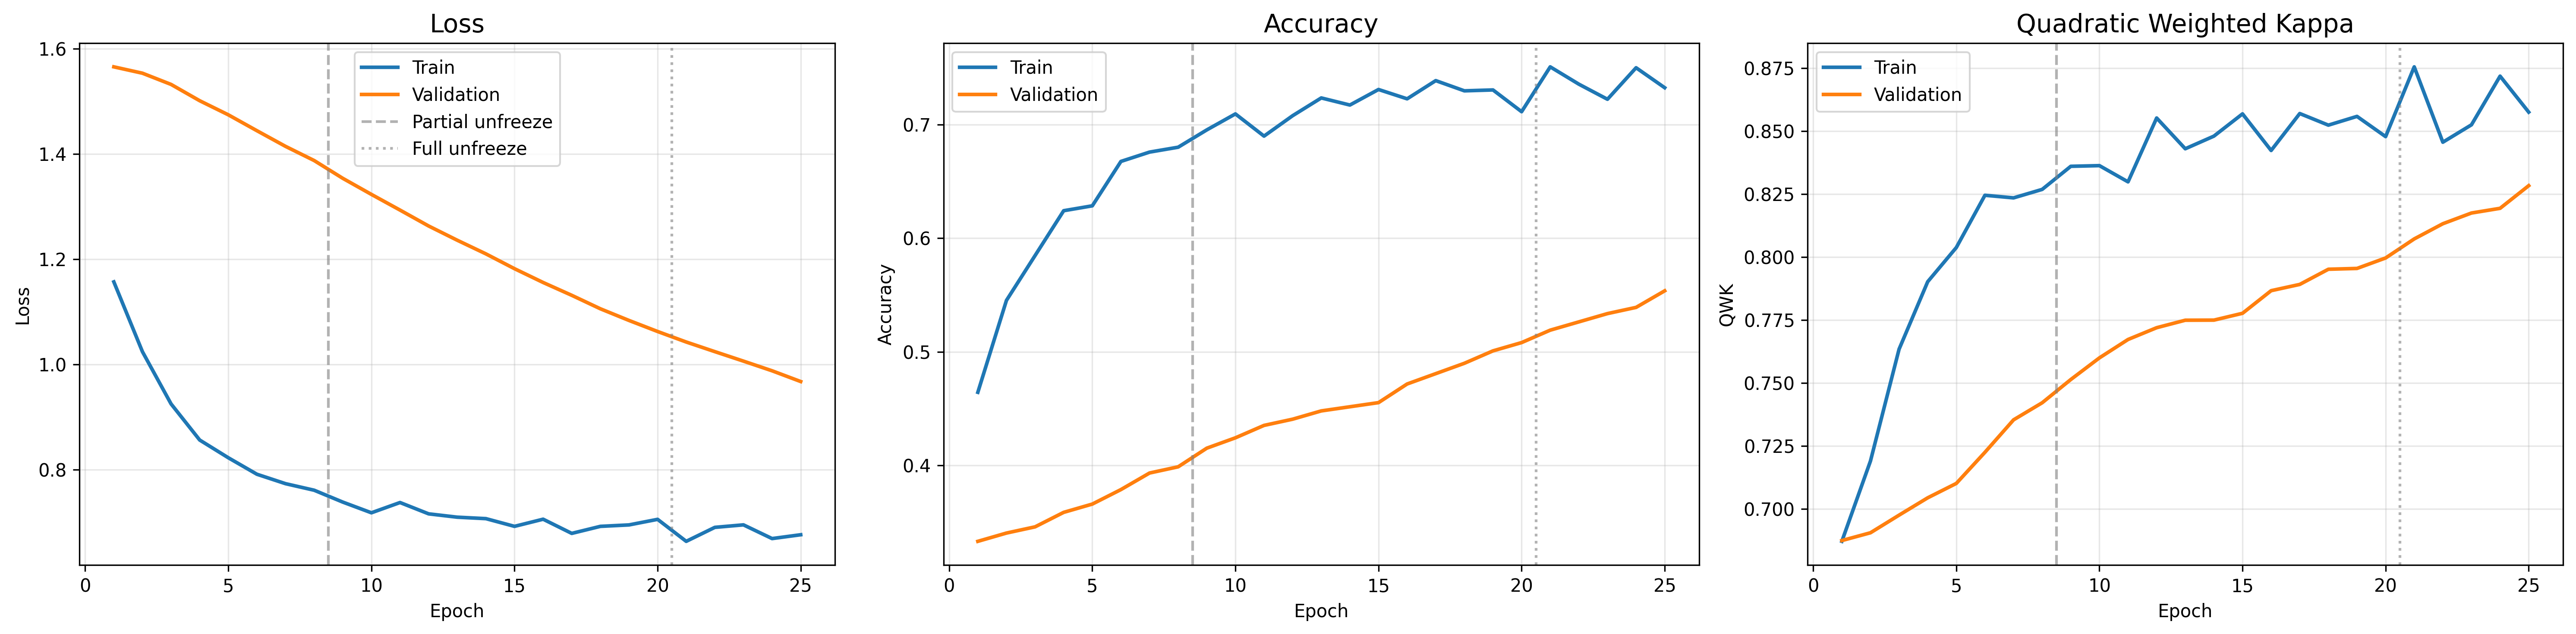 Loss
1.6
1.4
1.2
1.0
0.8
Loss
0 5 10 15 20 25
Epoch
Train
Validation
Partial unfreeze
Full unfreeze
Accuracy
0.7
0.6
0.5
0.4
Accuracy
0 5 10 15 20 25
Epoch
Train
Validation
Quadratic Weighted Kappa
0.875
0.850
0.825
0.800
0.775
0.750
0.725
0.700
QWK
0 5 10 15 20 25
Epoch
Train
Validation